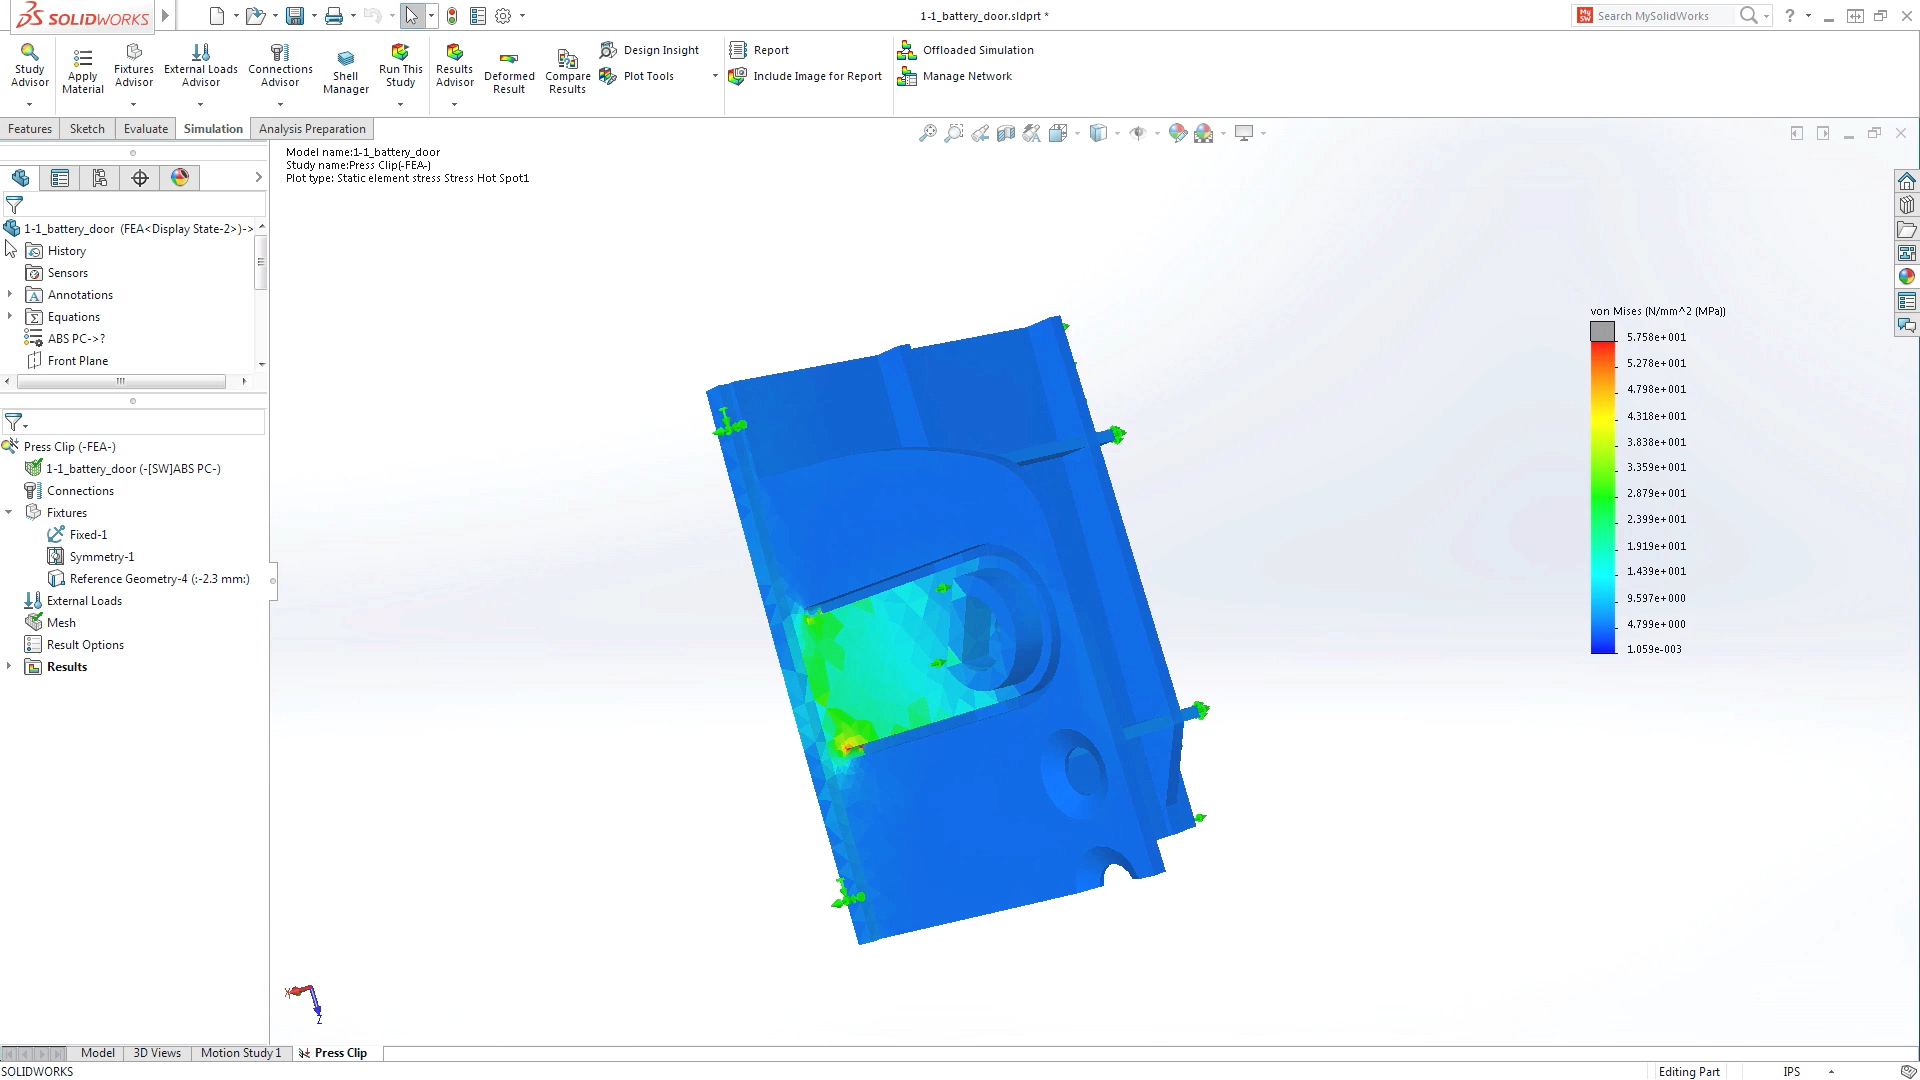 SOLIDWORKS
1-1_battery_door.sldprt *
Search MySolidWorks
Study Advisor
Apply Material
Fixtures Advisor
External Loads Advisor
Connections Advisor
Shell Manager
Run This Study
Results Advisor
Deformed Result
Compare Results
Design Insight
Plot Tools
Report
Include Image for Report
Offloaded Simulation
Manage Network
Features
Sketch
Evaluate
Simulation
Analysis Preparation
Model name:1-1_battery_door
Study name:Press Clip(-FEA-)
Plot type: Static element stress Stress Hot Spot1
1-1_battery_door (FEA<Display State-2>)->
History
Sensors
Annotations
Equations
ABS PC->?
Front Plane
Press Clip (-FEA-)
1-1_battery_door (-[SW]ABS PC-)
Connections
Fixtures
Fixed-1
Symmetry-1
Reference Geometry-4 (:-2.3 mm:)
External Loads
Mesh
Result Options
Results
von Mises (N/mm^2 (MPa))
5.758e+001
5.278e+001
4.798e+001
4.318e+001
3.838e+001
3.359e+001
2.879e+001
2.399e+001
1.919e+001
1.439e+001
9.597e+000
4.799e+000
1.059e-003
X
Z
Model
3D Views
Motion Study 1
Press Clip
SOLIDWORKS
Editing Part
IPS